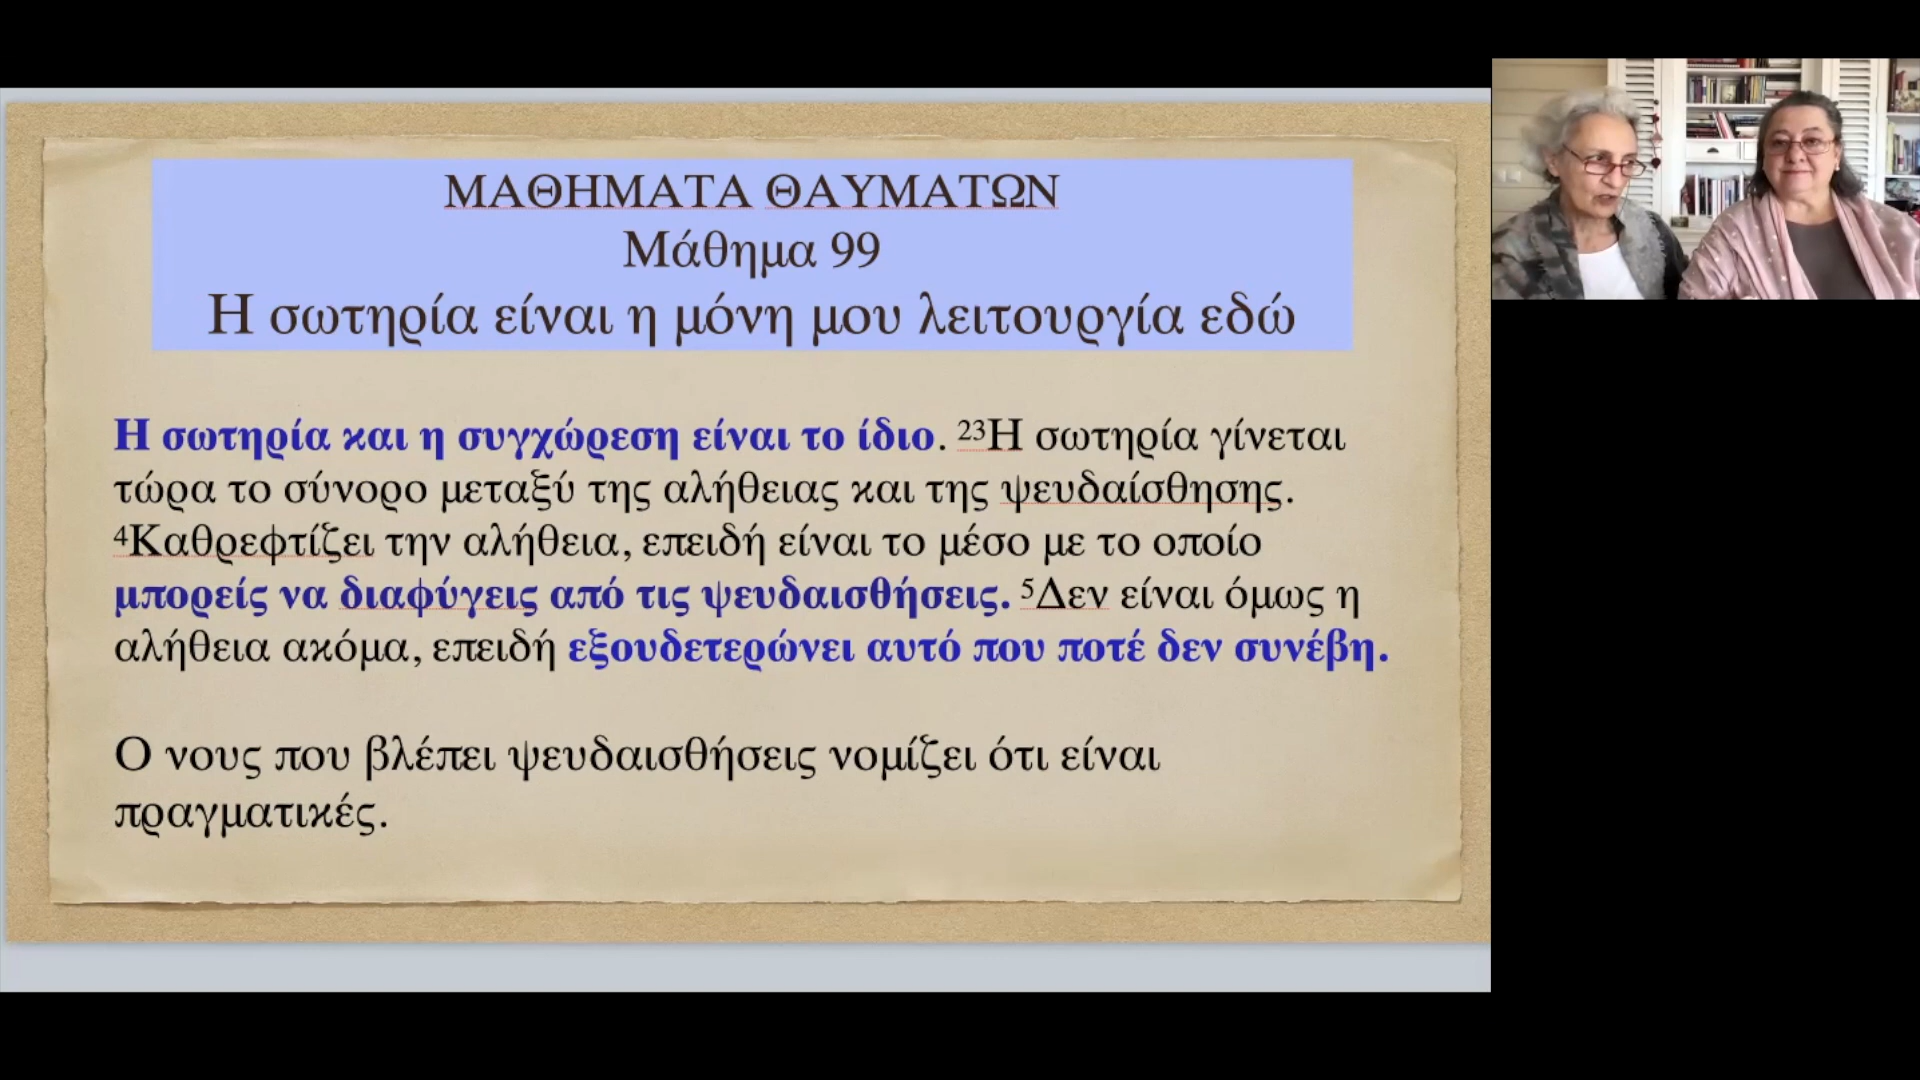 ΜΑΘΗΜΑΤΑ ΘΑΥΜΑΤΩΝ
Μάθημα 99
Η σωτηρία είναι η μόνη μου λειτουργία εδώ
Η σωτηρία και η συγχώρεση είναι το ίδιο. ²³Η σωτηρία γίνεται
τώρα το σύνορο μεταξύ της αλήθειας και της ψευδαίσθησης.
⁴Καθρεφτίζει την αλήθεια, επειδή είναι το μέσο με το οποίο
μπορείς να διαφύγεις από τις ψευδαισθήσεις. ⁵Δεν είναι όμως η
αλήθεια ακόμα, επειδή εξουδετερώνει αυτό που ποτέ δεν συνέβη.
Ο νους που βλέπει ψευδαισθήσεις νομίζει ότι είναι
πραγματικές.